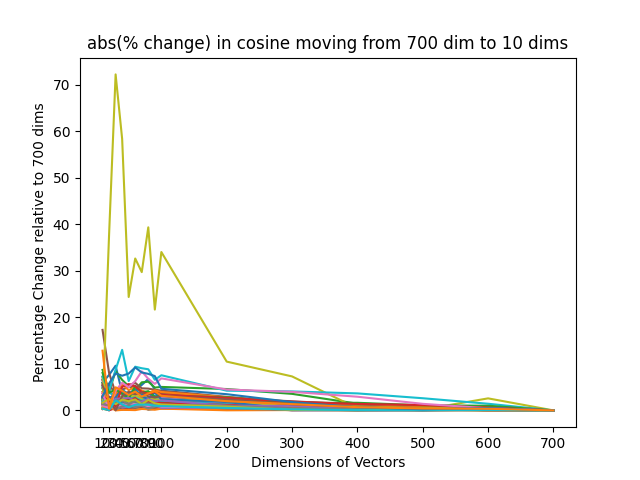 abs(% change) in cosine moving from 700 dim to 10 dims
Percentage Change relative to 700 dims
70
60
50
40
30
20
10
0
200 300 400 500 600 700
Dimensions of Vectors